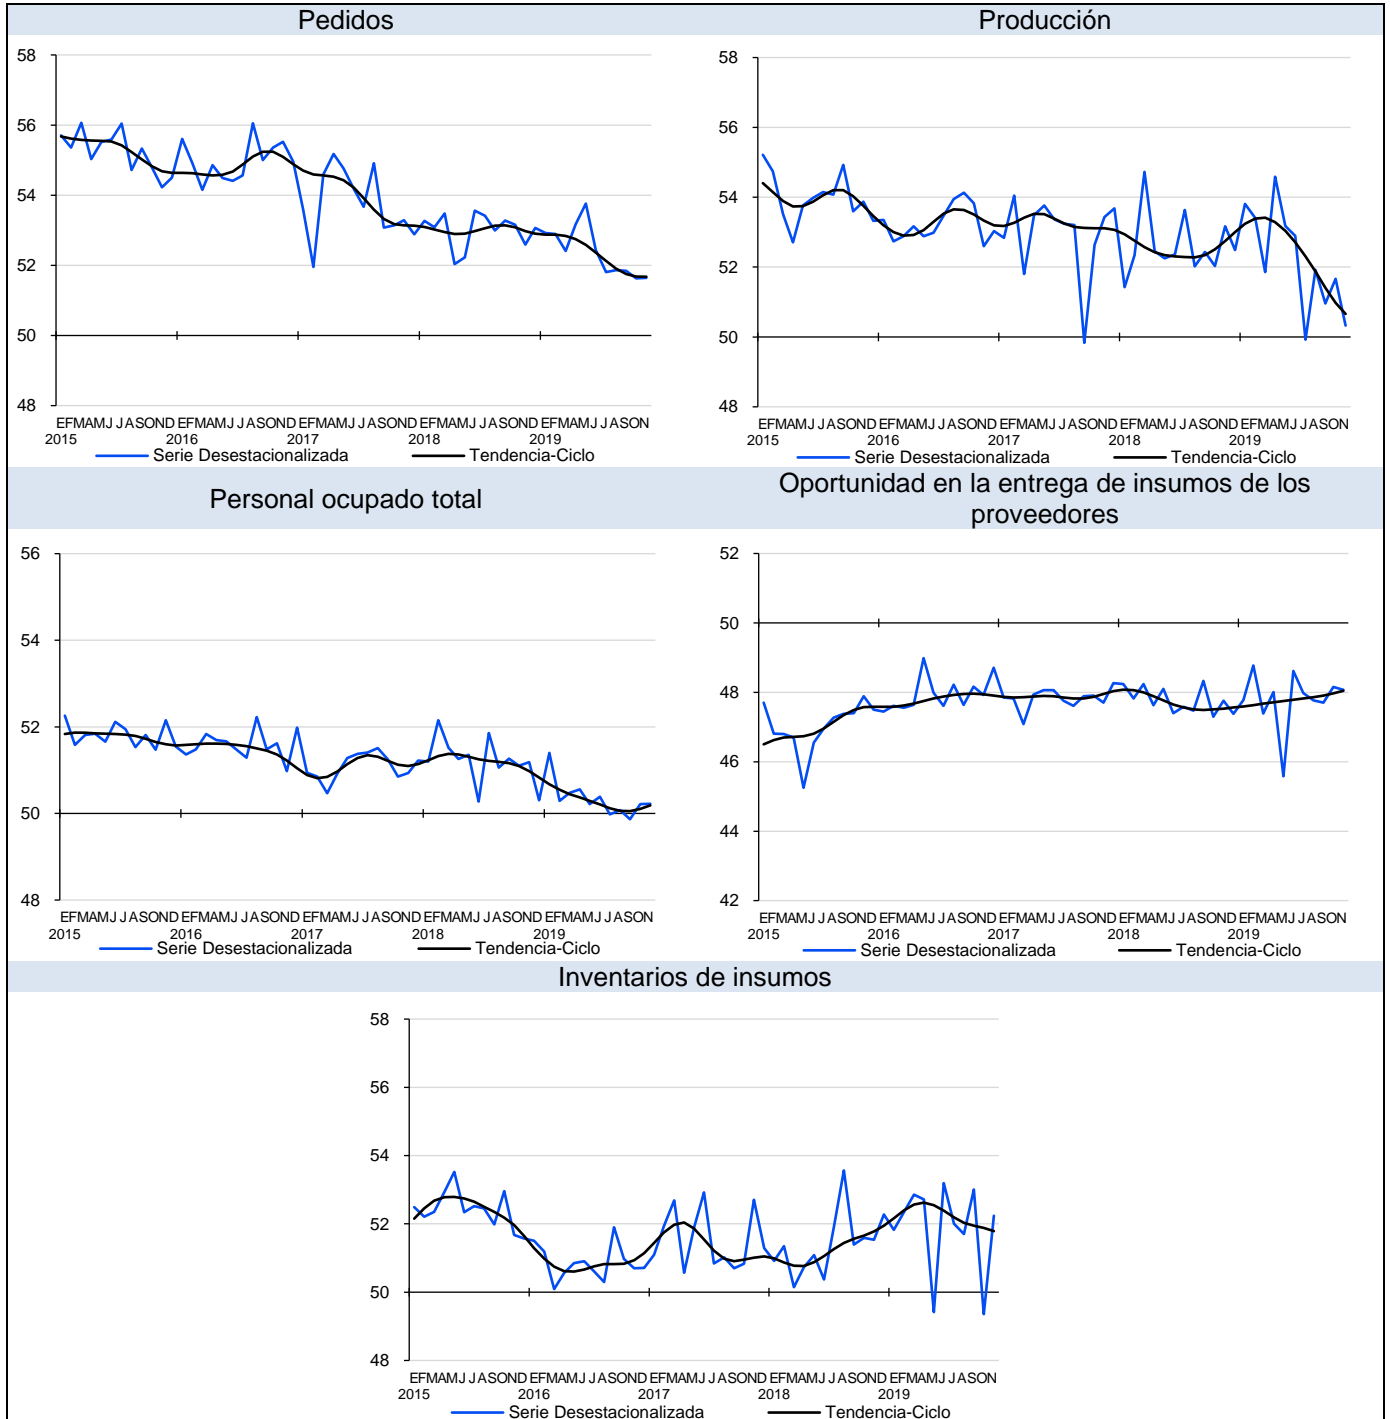 Pedidos
Producción
58
56
54
52
50
48
EFMAMJ JASOND EFMAMJ JASOND EFMAMJ JASOND EFMAMJ JASOND EFMAMJ JASON
2015 2016 2017 2018 2019
Serie Desestacionalizada Tendencia-Ciclo
58
56
54
52
50
48
EFMAMJ JASOND EFMAMJ JASOND EFMAMJ JASOND EFMAMJ JASOND EFMAMJ JASON
2015 2016 2017 2018 2019
Serie Desestacionalizada Tendencia-Ciclo
Personal ocupado total
Oportunidad en la entrega de insumos de los
proveedores
56
54
52
50
48
EFMAMJ JASOND EFMAMJ JASOND EFMAMJ JASOND EFMAMJ JASOND EFMAMJ JASON
2015 2016 2017 2018 2019
Serie Desestacionalizada Tendencia-Ciclo
52
50
48
46
44
42
EFMAMJ JASOND EFMAMJ JASOND EFMAMJ JASOND EFMAMJ JASOND EFMAMJ JASON
2015 2016 2017 2018 2019
Serie Desestacionalizada Tendencia-Ciclo
Inventarios de insumos
58
56
54
52
50
48
EFMAMJ JASOND EFMAMJ JASOND EFMAMJ JASOND EFMAMJ JASOND EFMAMJ JASON
2015 2016 2017 2018 2019
Serie Desestacionalizada Tendencia-Ciclo